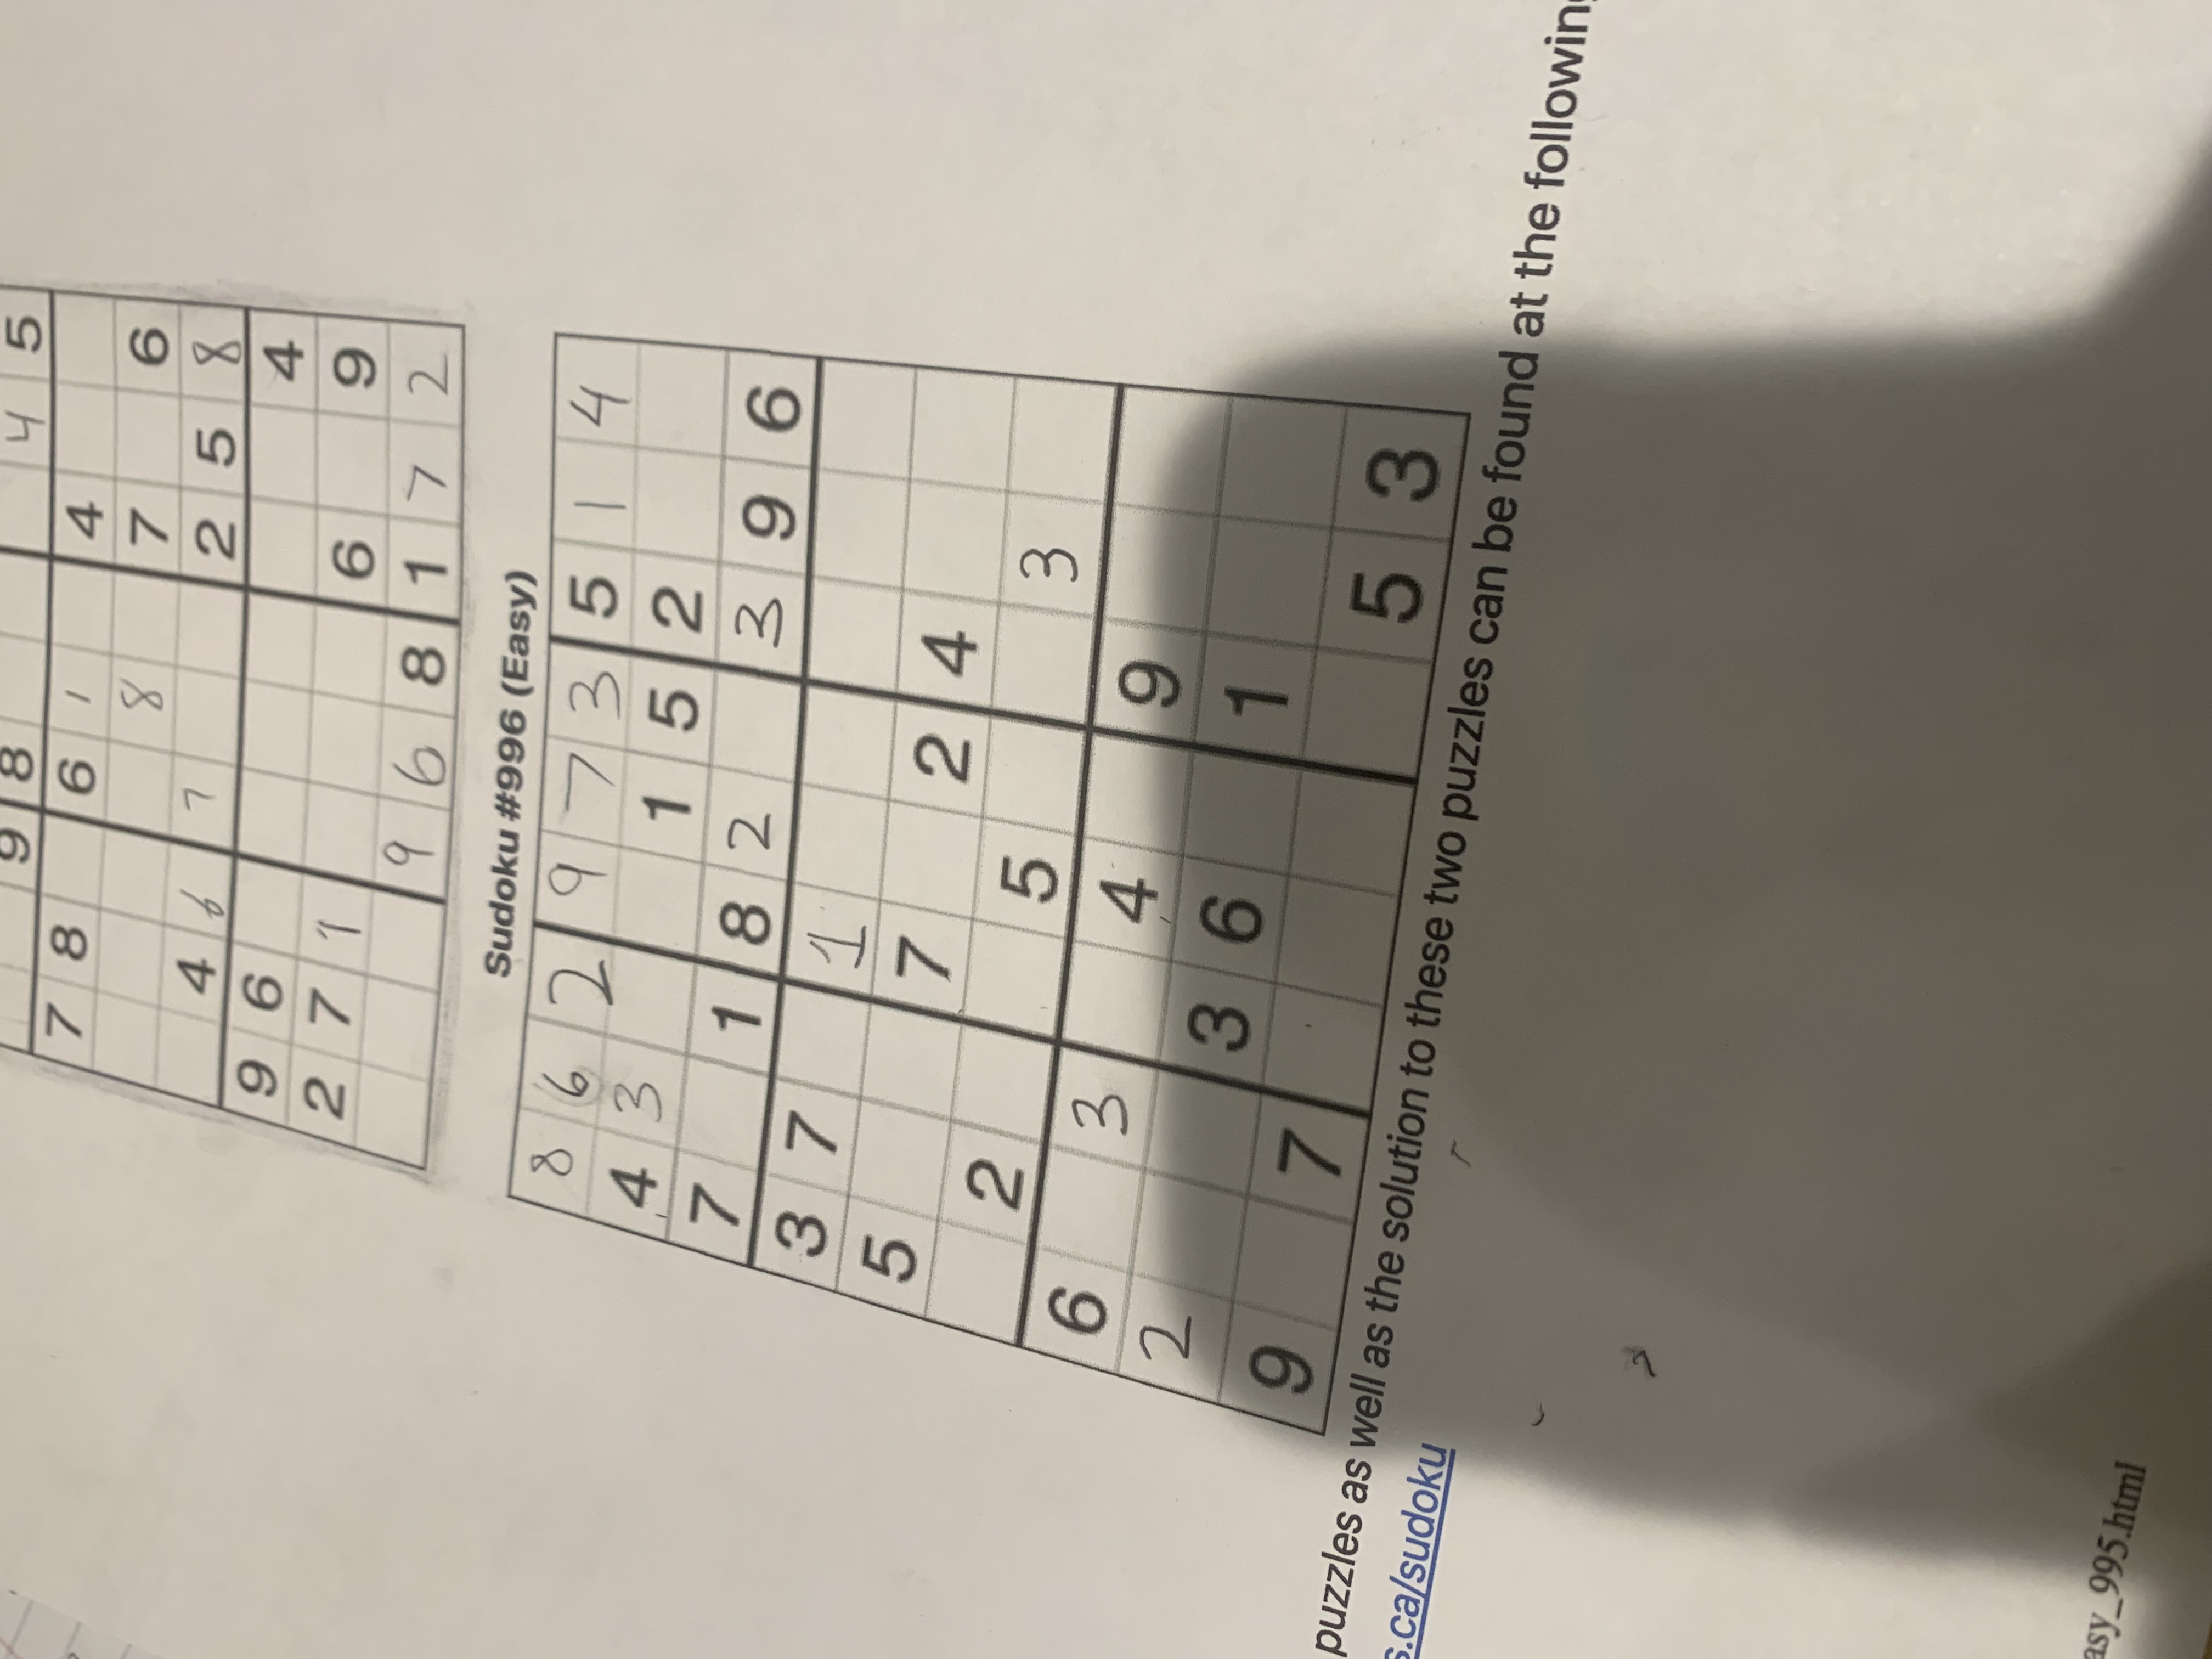 9 8 4 5
7 8 6 1 4
8 7 6
4 6 7 2 5 8
9 6 4
2 7 1 6 9
9 6 8 1 7 2
Sudoku #996 (Easy)
8 6 2 9 7 3 5 1 4
4 3 1 5 2
7 1 8 2 3 9 6
3 7 1
5 7 2 4
2 5 3
6 3 4 9
2 3 6 1
9 7 5 3
puzzles as well as the solution to these two puzzles can be found at the following
s.ca/sudoku
asy_995.html